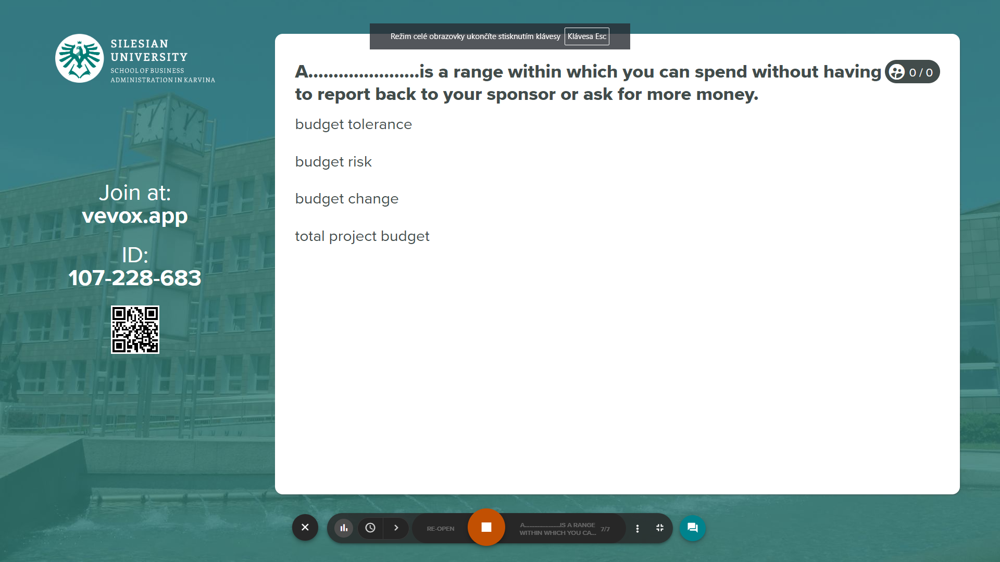 SILESIAN
UNIVERSITY
SCHOOL OF BUSINESS
ADMINISTRATION IN KARVINA
Join at:
vevox.app
ID:
107-228-683
Režim celé obrazovky ukončíte stisknutím klávesy Klávesa Esc
A......................is a range within which you can spend without having
to report back to your sponsor or ask for more money.
0 / 0
budget tolerance
budget risk
budget change
total project budget
RE-OPEN
A......................IS A RANGE
WITHIN WHICH YOU CA...
7/7